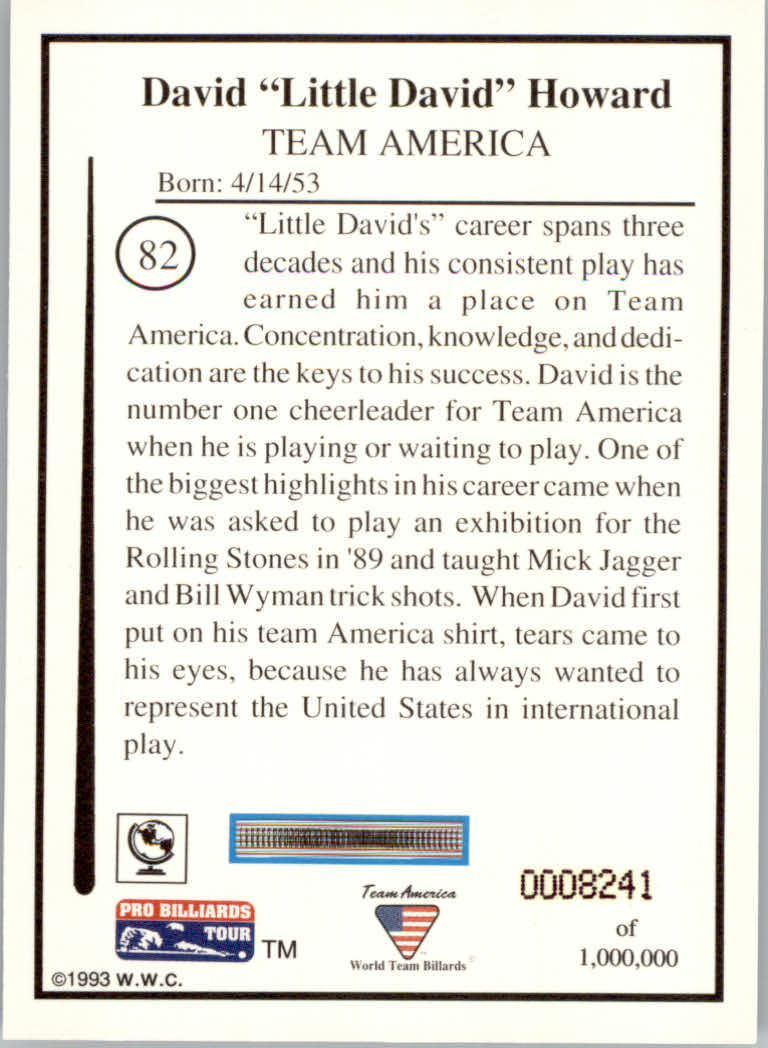 David “Little David” Howard
TEAM AMERICA
Born: 4/14/53
82
“Little David's” career spans three
decades and his consistent play has
earned him a place on Team
America. Concentration, knowledge, and dedi-
cation are the keys to his success. David is the
number one cheerleader for Team America
when he is playing or waiting to play. One of
the biggest highlights in his career came when
he was asked to play an exhibition for the
Rolling Stones in '89 and taught Mick Jagger
and Bill Wyman trick shots. When David first
put on his team America shirt, tears came to
his eyes, because he has always wanted to
represent the United States in international
play.
PRO BILLIARDS
TOUR
TM
Team America
World Team Billards
0008241
of
1,000,000
©1993 W.W.C.